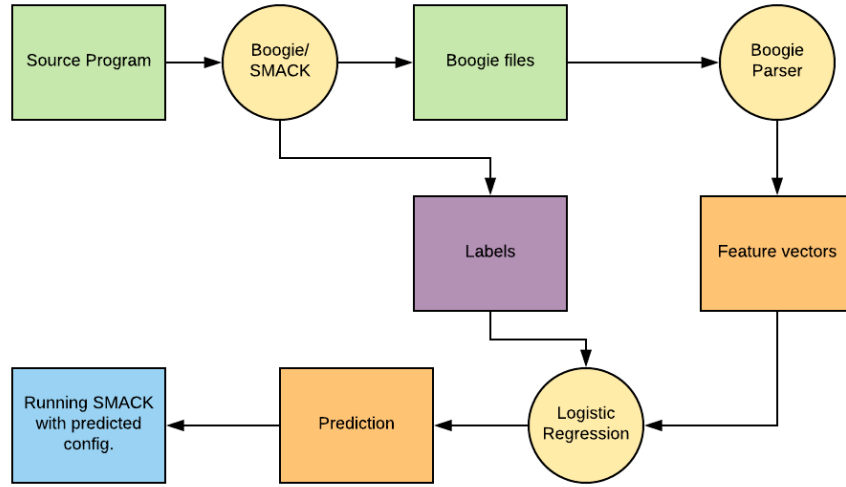 Source Program
Boogie/
SMACK
Boogie files
Boogie
Parser
Labels
Feature vectors
Running SMACK
with predicted
config.
Prediction
Logistic
Regression